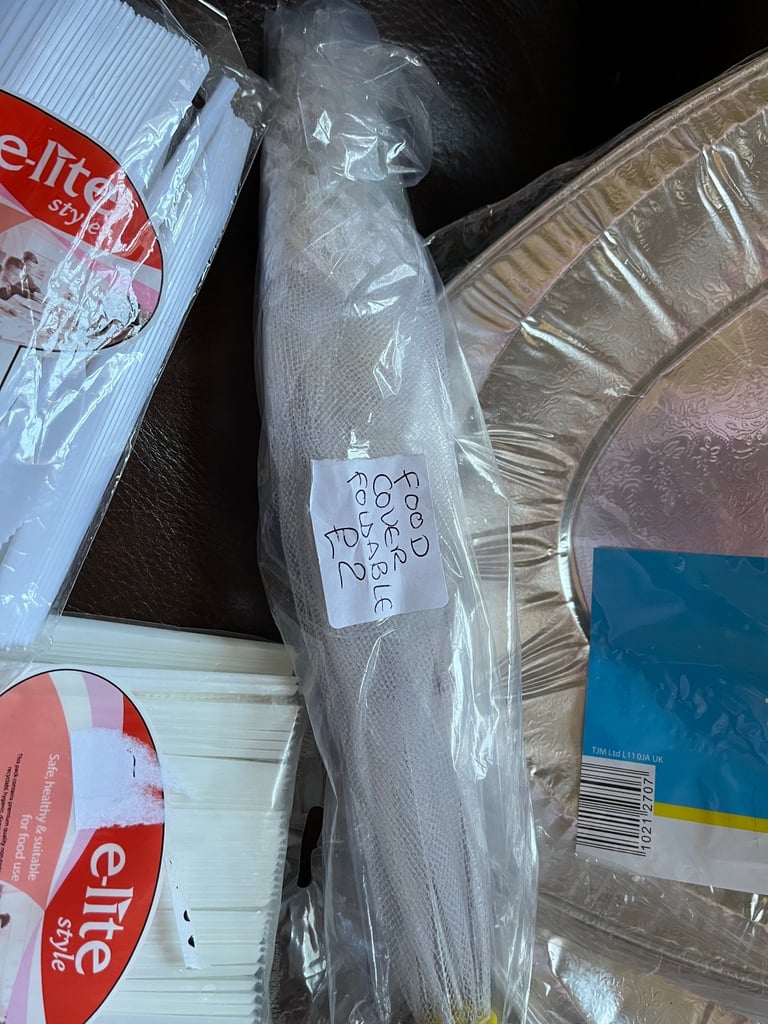 e-lite
style
FOOD
COVER
FOLDABLE
£2
TJM Ltd L11 0JA UK
1021 2707
Safe, healthy & suitable
for food use
e-lite
style